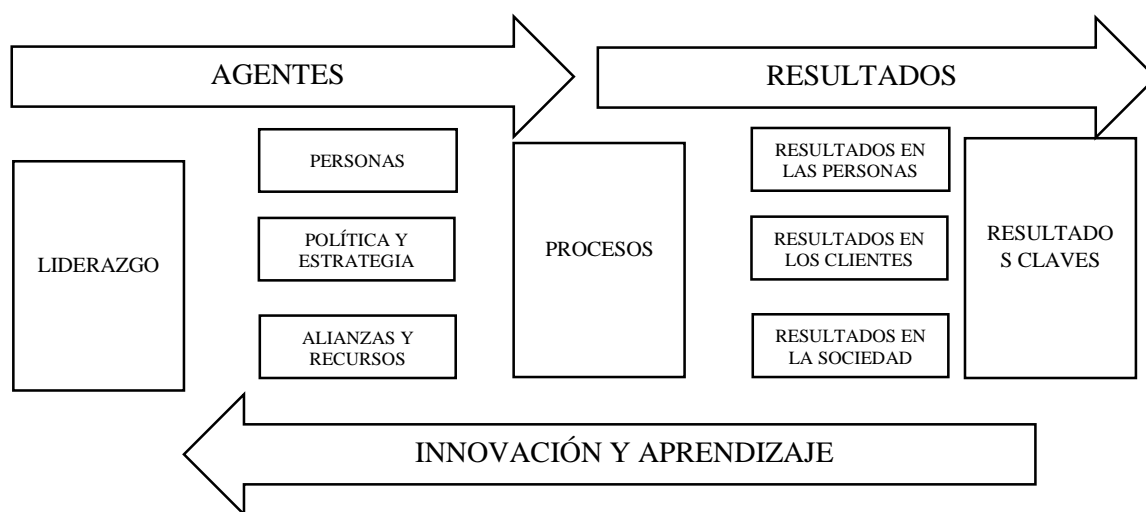 AGENTES
RESULTADOS
LIDERAZGO
PERSONAS
POLÍTICA Y
ESTRATEGIA
ALIANZAS Y
RECURSOS
PROCESOS
RESULTADOS EN
LAS PERSONAS
RESULTADOS EN
LOS CLIENTES
RESULTADOS EN
LA SOCIEDAD
RESULTADO
S CLAVES
INNOVACIÓN Y APRENDIZAJE